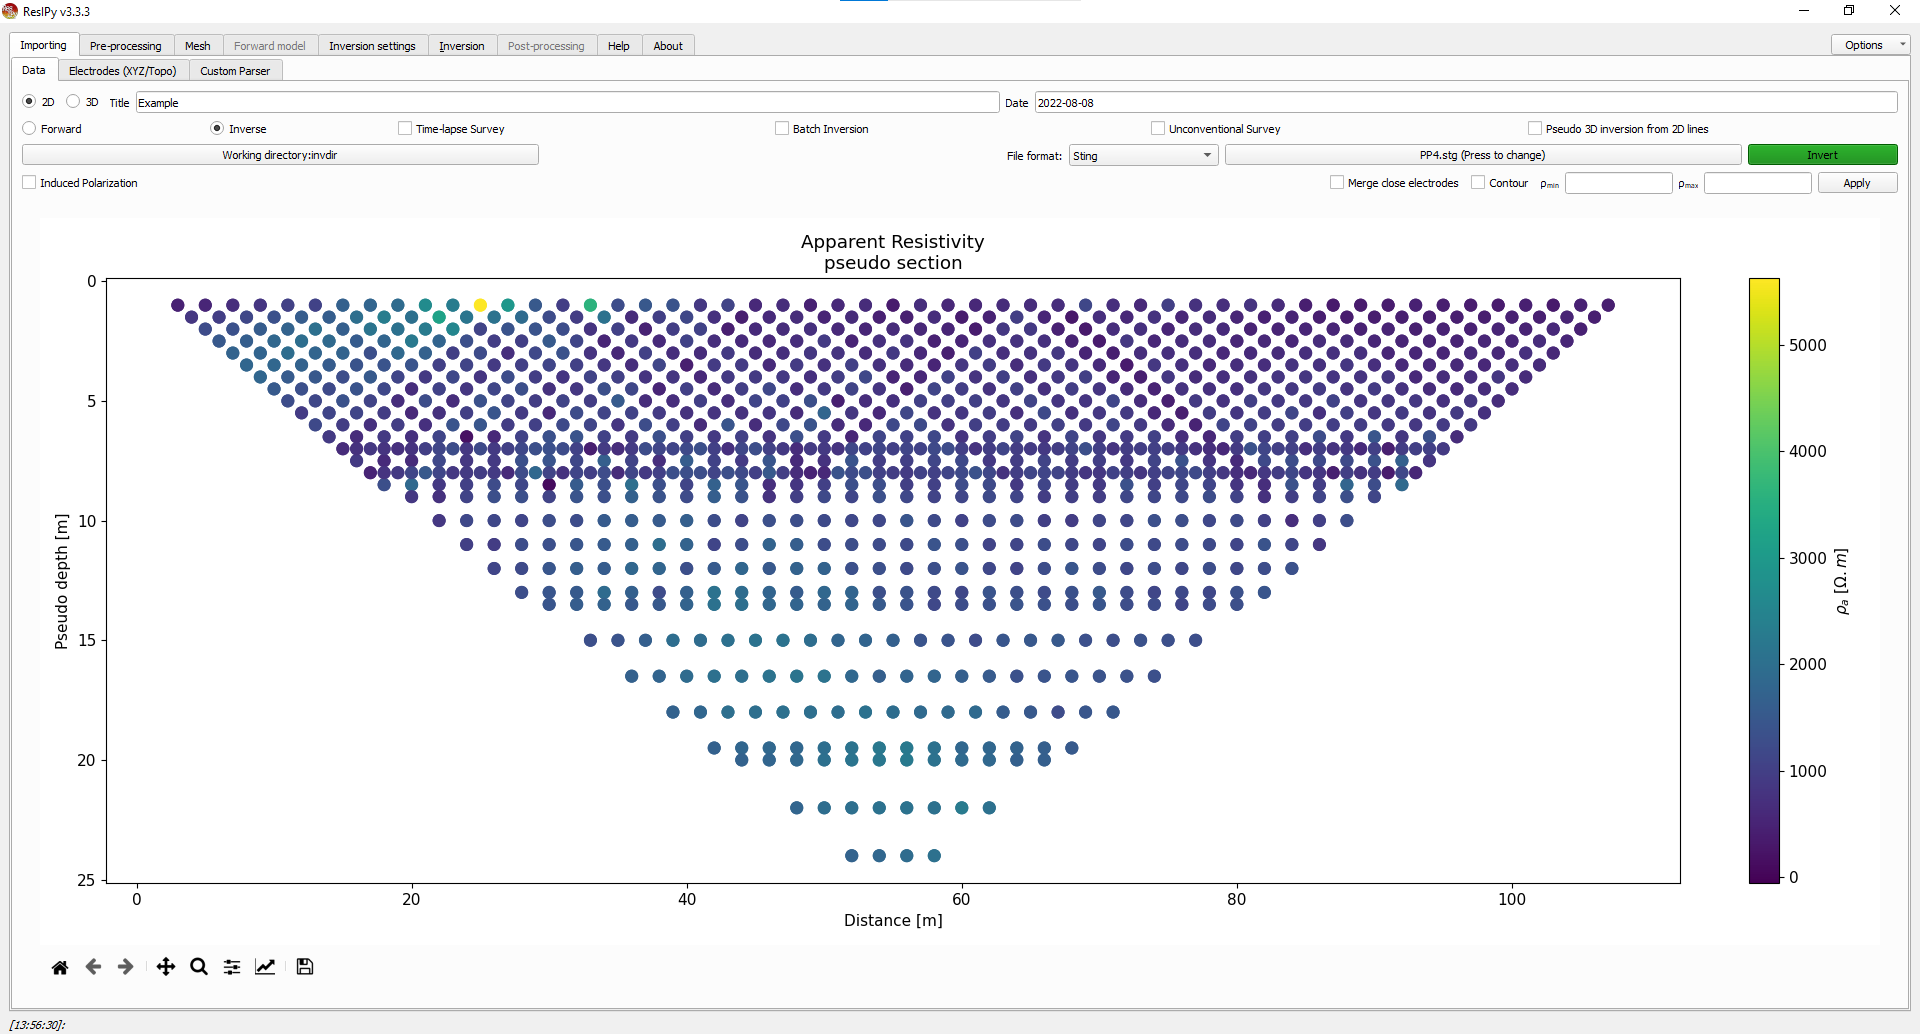 ResIPy v3.3.3
Importing Pre-processing Mesh Forward model Inversion settings Inversion Post-processing Help About Options
Data Electrodes (XYZ/Topo) Custom Parser
2D 3D Title Example Date 2022-08-08
Forward Inverse Time-lapse Survey Batch Inversion Unconventional Survey Pseudo 3D inversion from 2D lines
Working directory:invdir File format: Sting PP4.stg (Press to change) Invert
Induced Polarization Merge close electrodes Contour ρmin ρmax Apply
Apparent Resistivity
pseudo section
0
5
10
15
20
25
Pseudo depth [m]
0 20 40 60 80 100
Distance [m]
5000
4000
3000
2000
1000
0
ρa [Ω.m]
[13:56:30]: